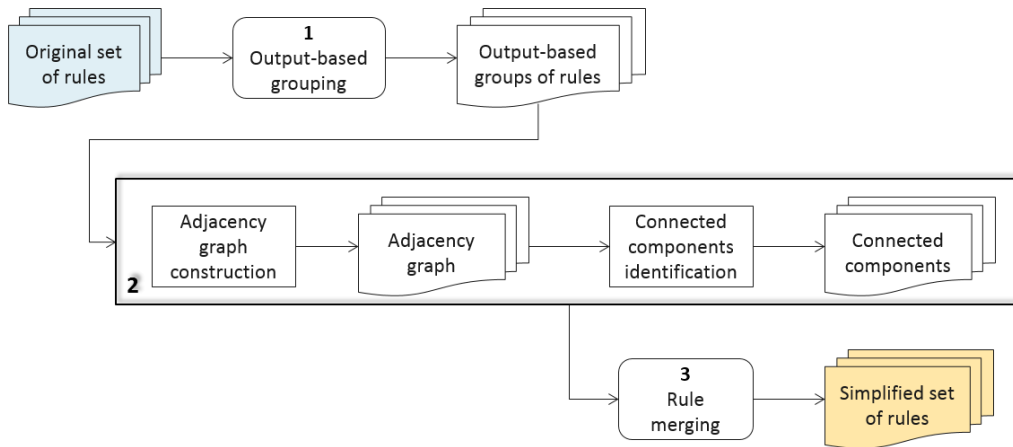 Original set
of rules
1
Output-based
grouping
Output-based
groups of rules
Adjacency
graph
construction
Adjacency
graph
Connected
components
identification
Connected
components
2
3
Rule
merging
Simplified set
of rules